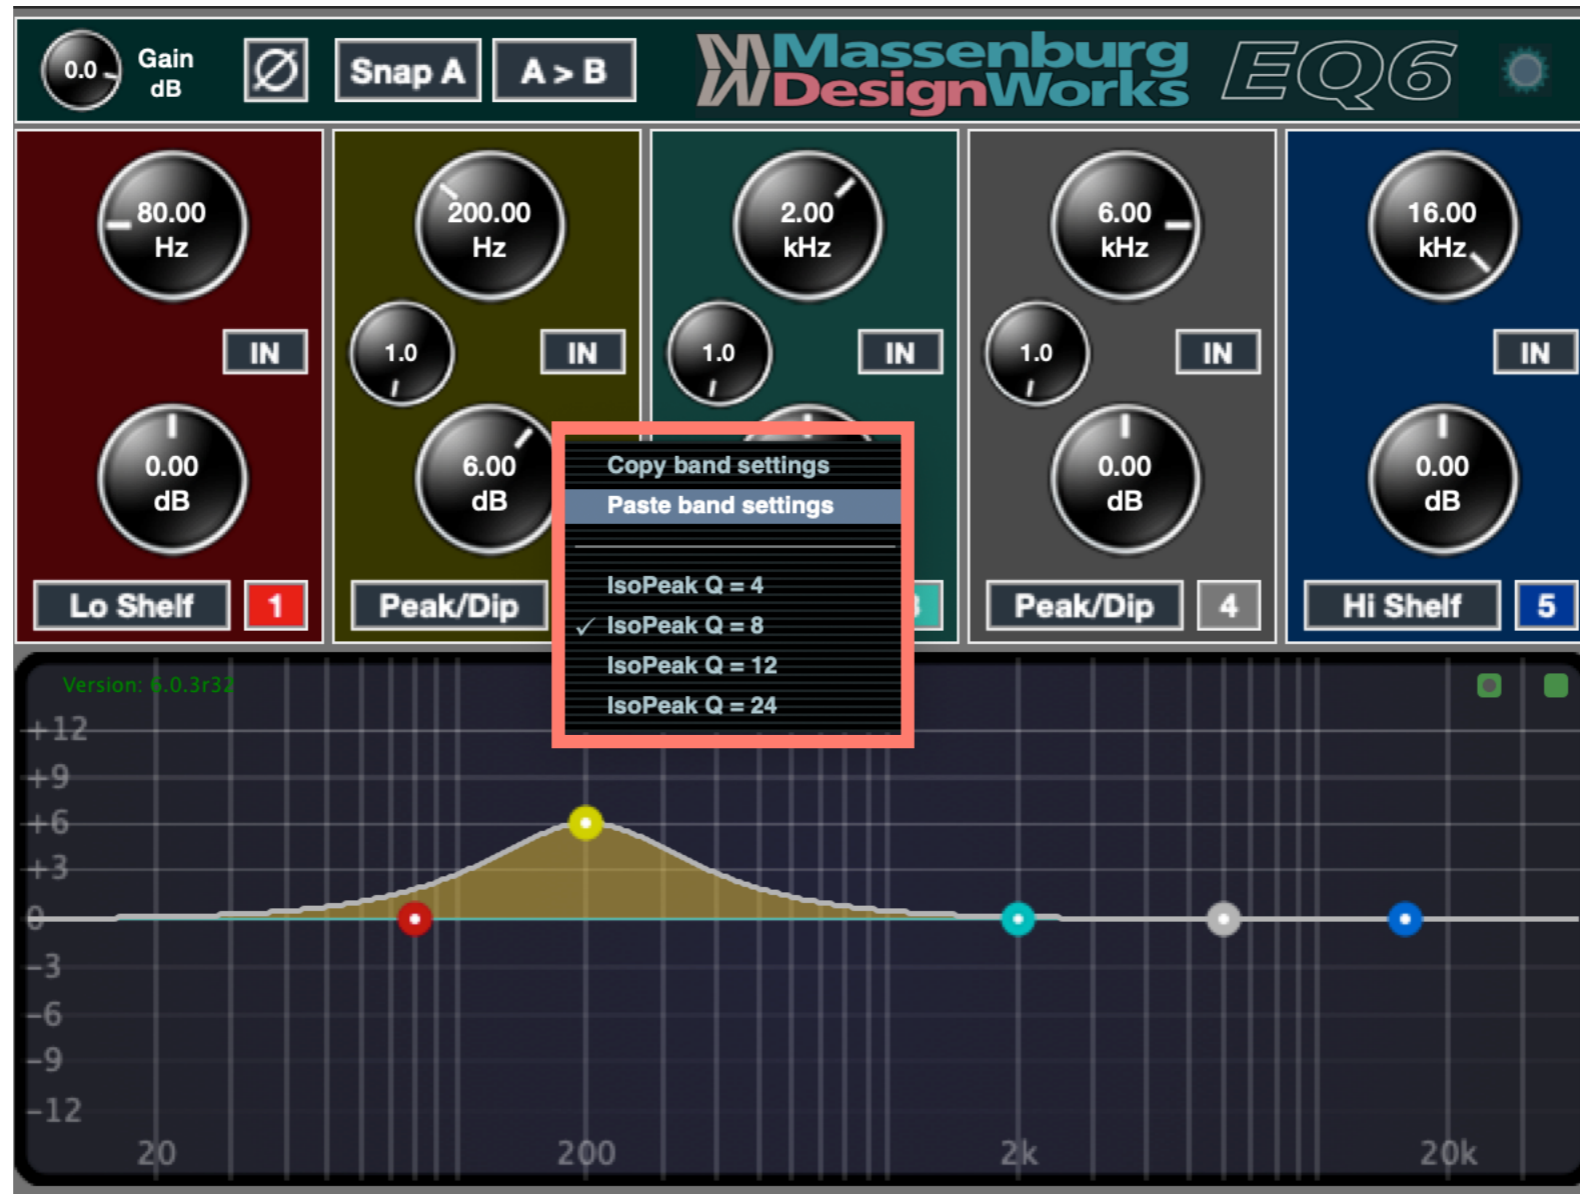 0.0
Gain
dB
Ø
Snap A
A > B
Massenburg
DesignWorks
EQ6
80.00
Hz
200.00
Hz
2.00
kHz
6.00
kHz
16.00
kHz
IN
1.0
IN
1.0
IN
1.0
IN
IN
0.00
dB
6.00
dB
0.00
dB
0.00
dB
Copy band settings
Paste band settings
IsoPeak Q = 4
✓ IsoPeak Q = 8
IsoPeak Q = 12
IsoPeak Q = 24
Lo Shelf
1
Peak/Dip
Peak/Dip
4
Hi Shelf
5
Version: 6.0.3r32
+12
+9
+6
+3
0
-3
-6
-9
-12
20
200
2k
20k